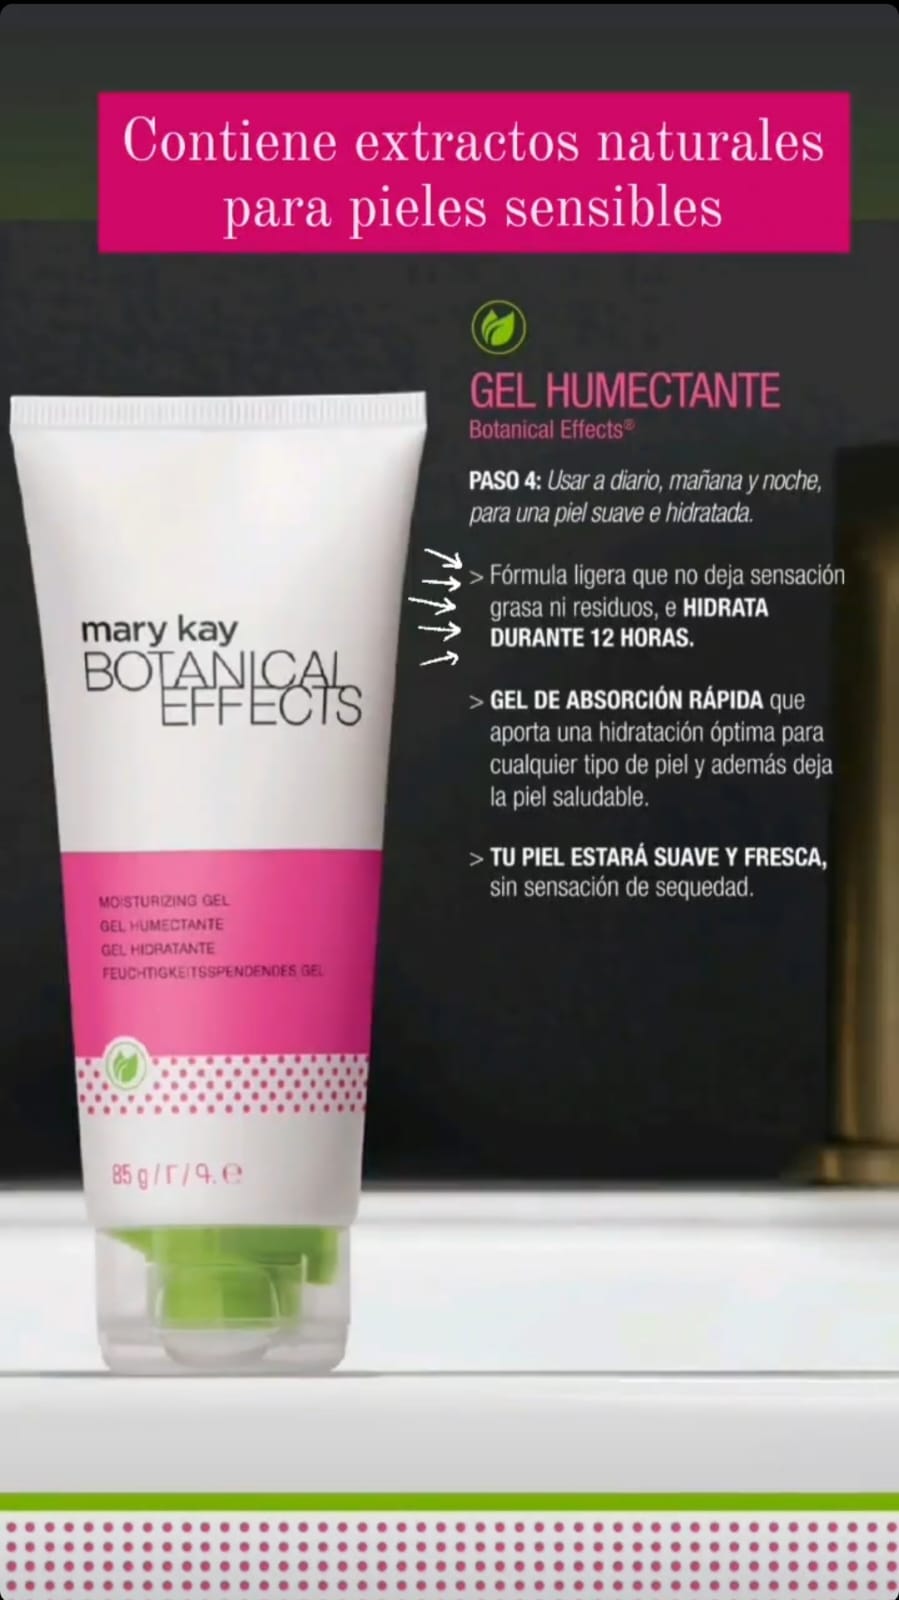 Contiene extractos naturales
para pieles sensibles
GEL HUMECTANTE
Botanical Effects®
PASO 4: Usar a diario, mañana y noche,
para una piel suave e hidratada.
> Fórmula ligera que no deja sensación
grasa ni residuos, e HIDRATA
DURANTE 12 HORAS.
> GEL DE ABSORCIÓN RÁPIDA que
aporta una hidratación óptima para
cualquier tipo de piel y además deja
la piel saludable.
> TU PIEL ESTARÁ SUAVE Y FRESCA,
sin sensación de sequedad.
mary kay
BOTANICAL
EFFECTS
MOISTURIZING GEL
GEL HUMECTANTE
GEL HIDRATANTE
FEUCHTIGKEITSSPENDENDES GEL
85 g/г/գ. ℮